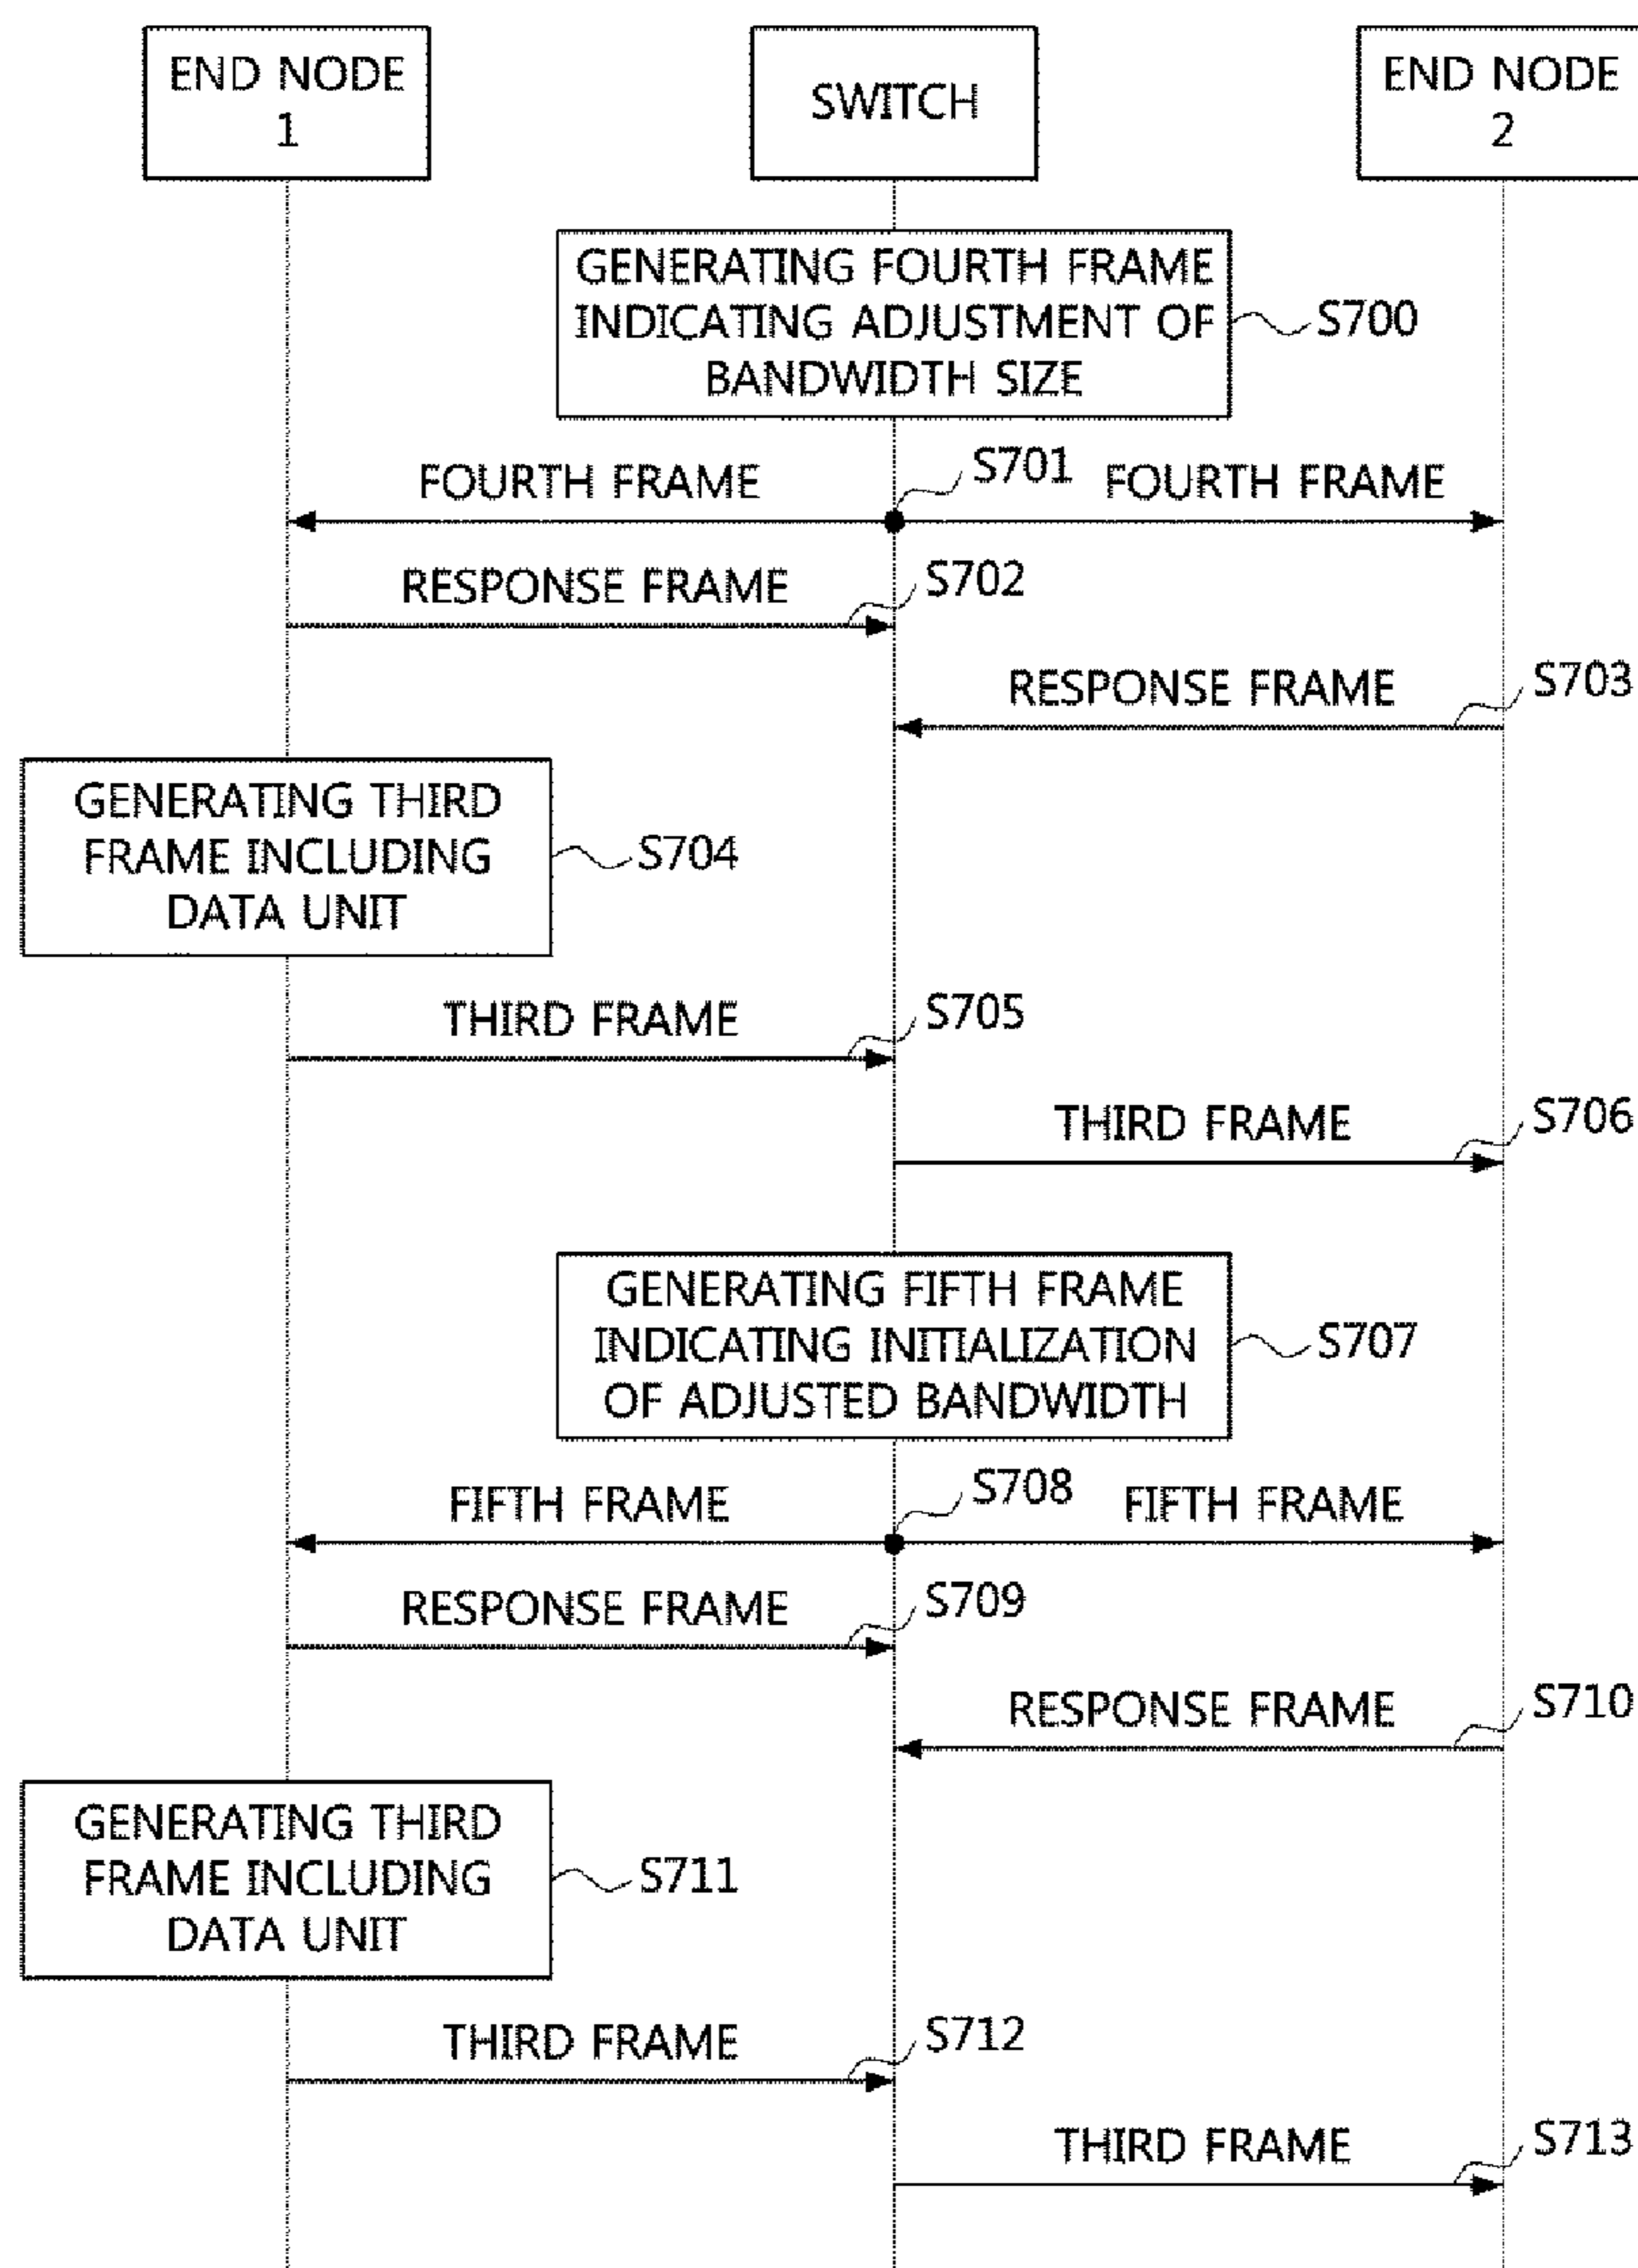 END NODE
1
SWITCH
END NODE
2
GENERATING FOURTH FRAME
INDICATING ADJUSTMENT OF
BANDWIDTH SIZE
S700
FOURTH FRAME
S701
FOURTH FRAME
RESPONSE FRAME
S702
RESPONSE FRAME
S703
GENERATING THIRD
FRAME INCLUDING
DATA UNIT
S704
THIRD FRAME
S705
THIRD FRAME
S706
GENERATING FIFTH FRAME
INDICATING INITIALIZATION
OF ADJUSTED BANDWIDTH
S707
FIFTH FRAME
S708
FIFTH FRAME
RESPONSE FRAME
S709
RESPONSE FRAME
S710
GENERATING THIRD
FRAME INCLUDING
DATA UNIT
S711
THIRD FRAME
S712
THIRD FRAME
S713